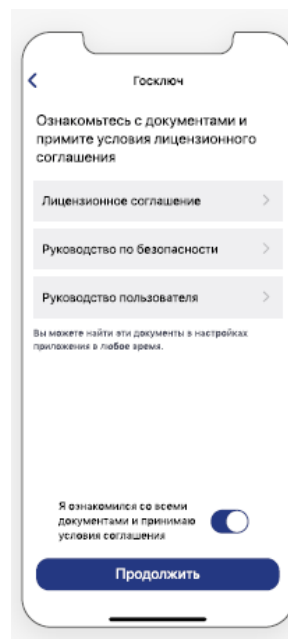 Госключ
Ознакомьтесь с документами и
примите условия лицензионного
соглашения
Лицензионное соглашение
Руководство по безопасности
Руководство пользователя
Вы можете найти эти документы в настройках
приложения в любое время.
Я ознакомился со всеми
документами и принимаю
условия соглашения
Продолжить